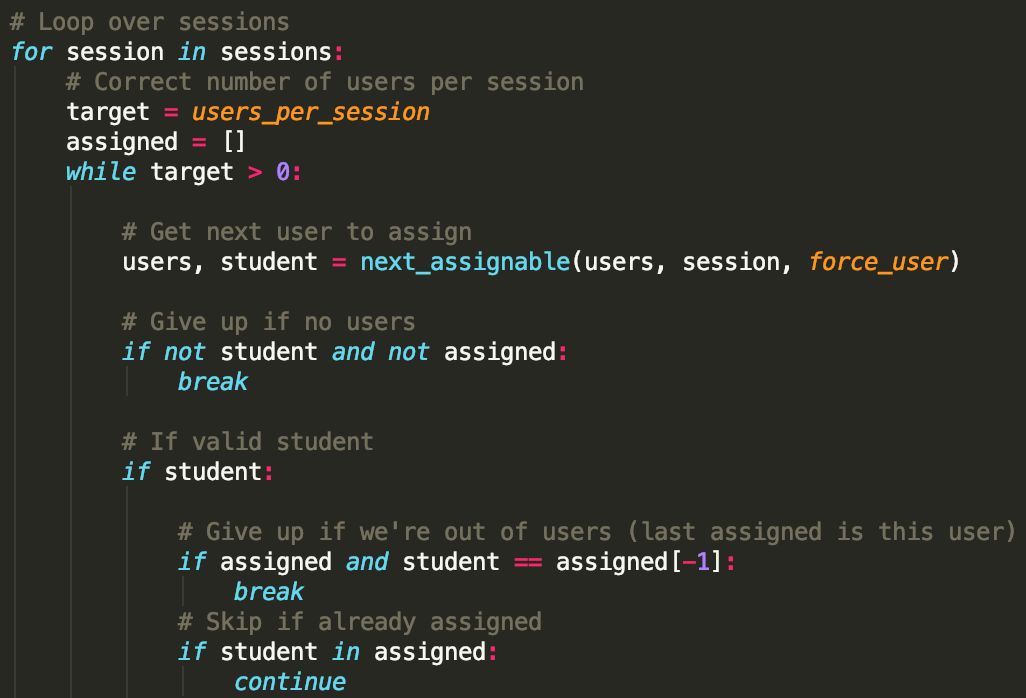 # Loop over sessions
for session in sessions:
    # Correct number of users per session
    target = users_per_session
    assigned = []
    while target > 0:

        # Get next user to assign
        users, student = next_assignable(users, session, force_user)

        # Give up if no users
        if not student and not assigned:
            break

        # If valid student
        if student:

            # Give up if we're out of users (last assigned is this user)
            if assigned and student == assigned[-1]:
                break
            # Skip if already assigned
            if student in assigned:
                continue